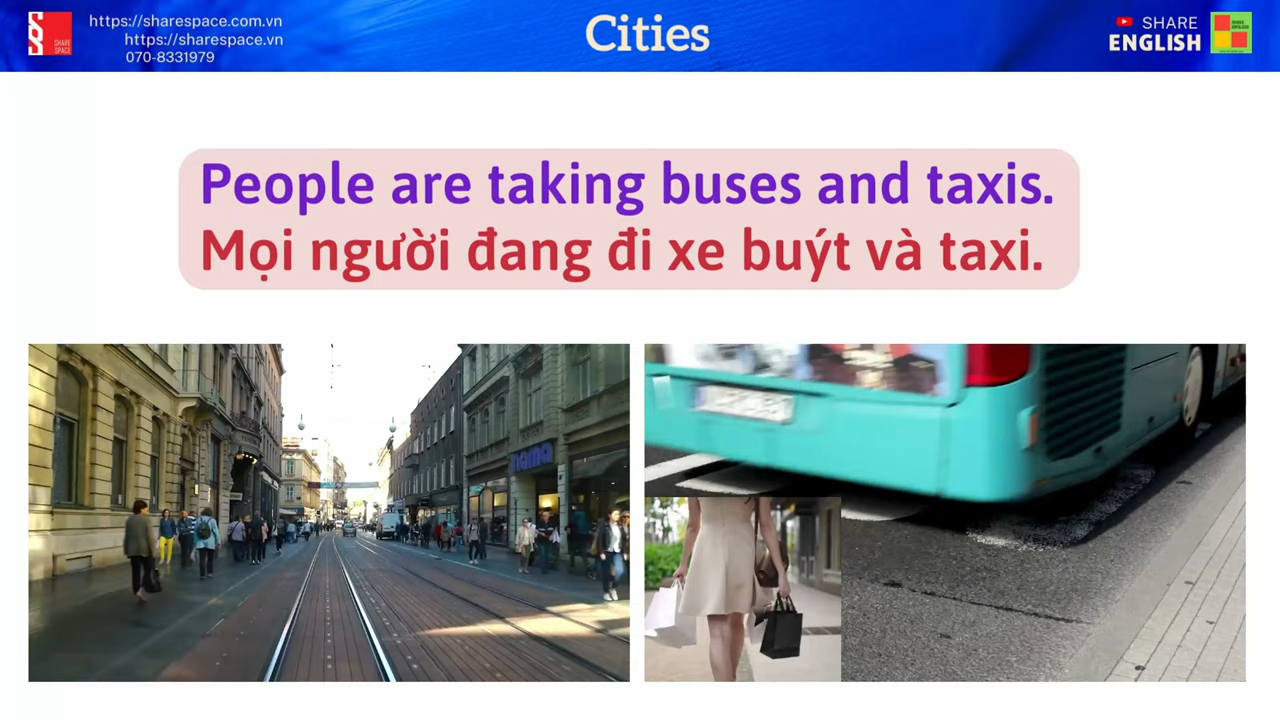 https://sharespace.com.vn
https://sharespace.vn
070-8331979
SHARE
SPACE
Cities
SHARE
ENGLISH
People are taking buses and taxis.
Mọi người đang đi xe buýt và taxi.
nama